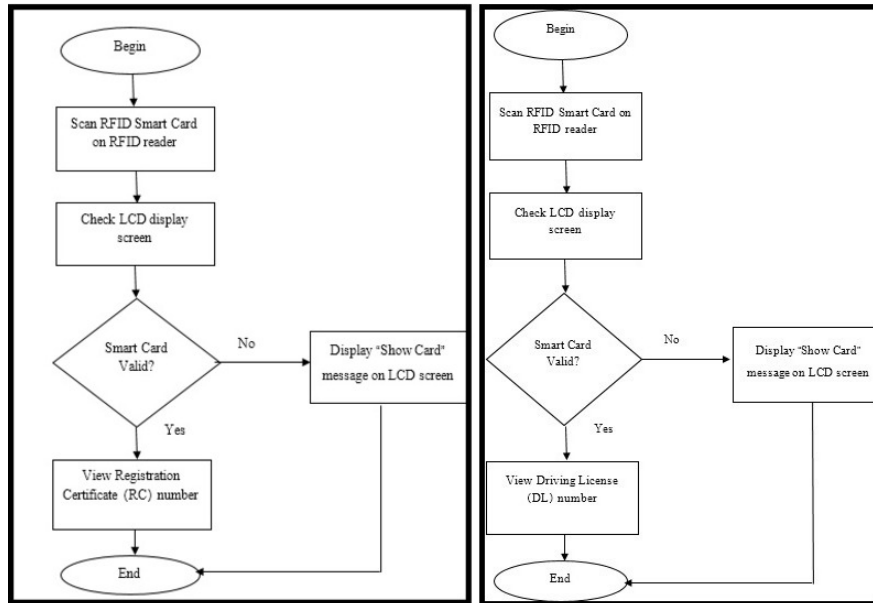 Begin
Scan RFID Smart Card
on RFID reader
Check LCD display
screen
Smart Card
Valid?
No
Display “Show Card”
message on LCD screen
Yes
View Registration
Certificate (RC) number
End
Begin
Scan RFID Smart Card on
RFID reader
Check LCD display
screen
Smart Card
Valid?
No
Display “Show Card”
message on LCD screen
Yes
View Driving License
(DL) number
End